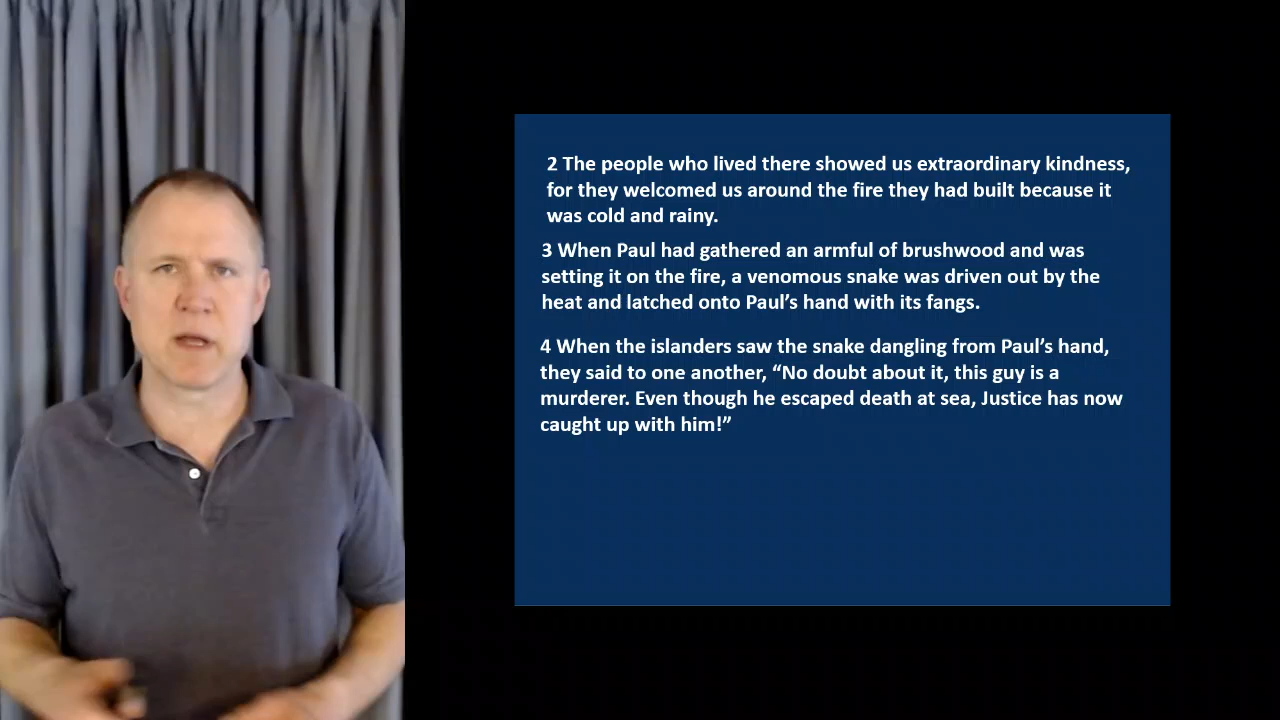 2 The people who lived there showed us extraordinary kindness,
for they welcomed us around the fire they had built because it
was cold and rainy.
3 When Paul had gathered an armful of brushwood and was
setting it on the fire, a venomous snake was driven out by the
heat and latched onto Paul’s hand with its fangs.
4 When the islanders saw the snake dangling from Paul’s hand,
they said to one another, “No doubt about it, this guy is a
murderer. Even though he escaped death at sea, Justice has now
caught up with him!”